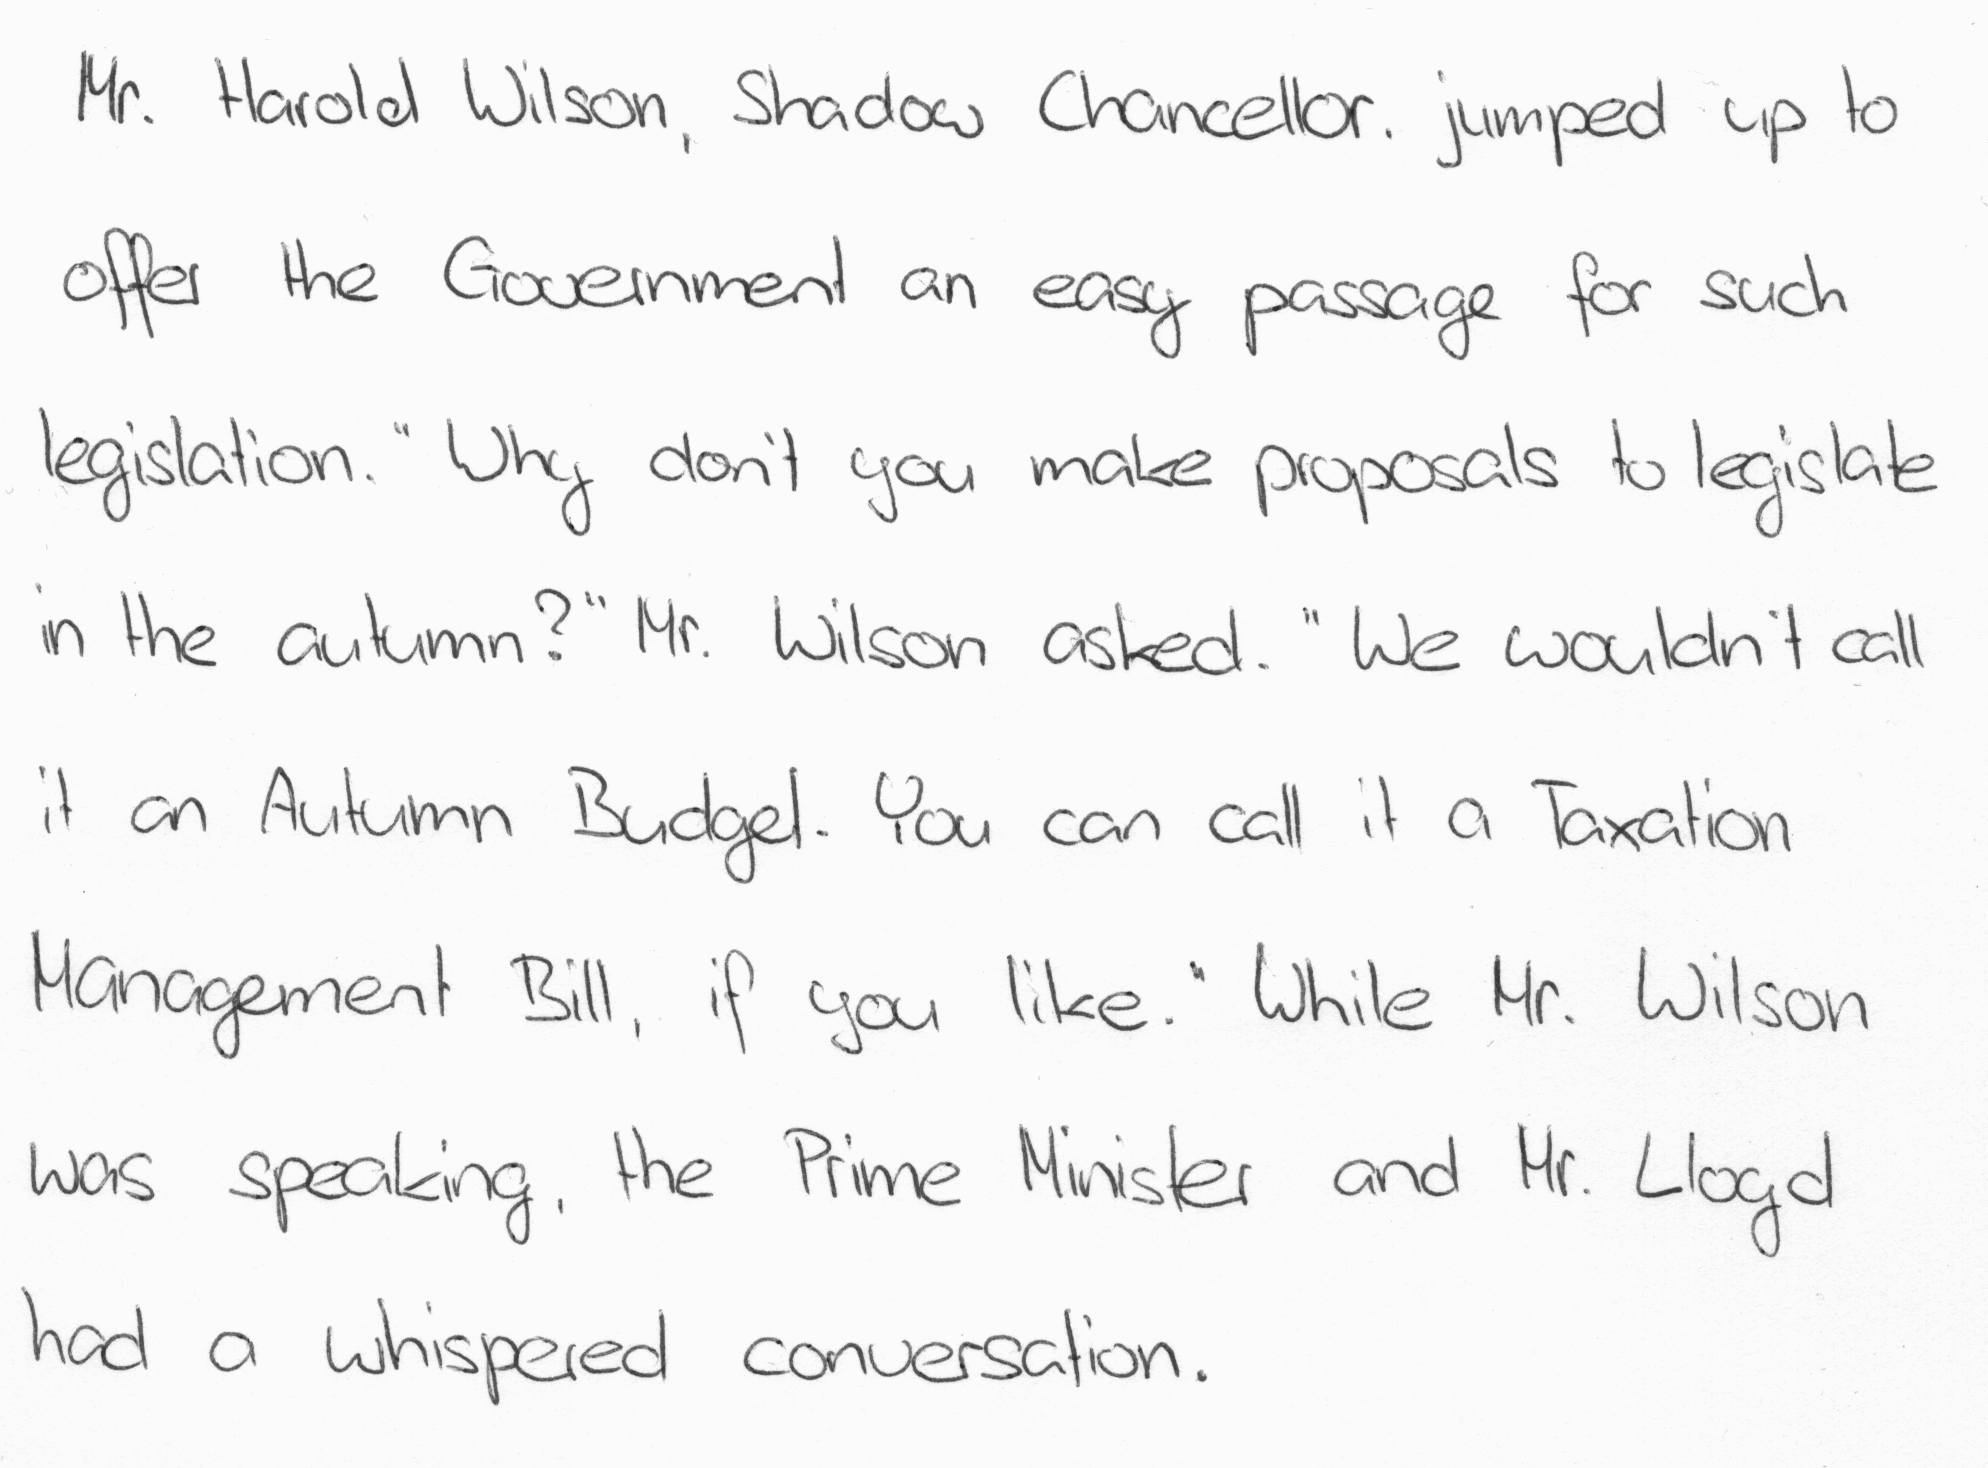 Mr. Harold Wilson, Shadow Chancellor. jumped up to
offer the Government an easy passage for such
legislation. "Why don't you make proposals to legislate
in the autumn?" Mr. Wilson asked. "We wouldn't call
it an Autumn Budget. You can call it a Taxation
Management Bill, if you like." While Mr. Wilson
was speaking, the Prime Minister and Mr. Lloyd
had a whispered conversation.